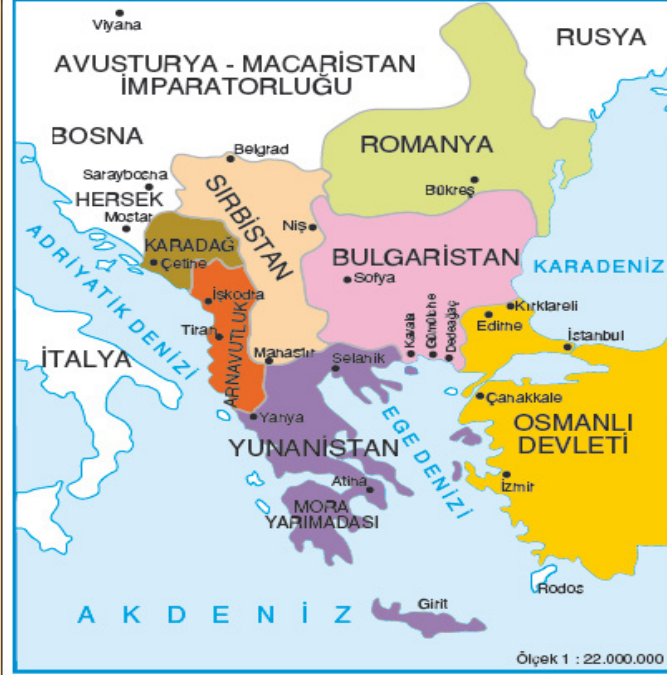 Viyana
RUSYA
AVUSTURYA - MACARİSTAN
İMPARATORLUĞU
BOSNA
Belgrad
ROMANYA
Saraybosna
HERSEK
Mostar
SIRBİSTAN
Bükreş
Niş
KARADAĞ
Çetine
BULGARİSTAN
Sofya
KARADENİZ
ADRİYATİK DENİZİ
İşkodra
Kırklareli
Edirne
Tiran
ARNAVUTLUK
Kavala
Gümülcine
Dedeağaç
İstanbul
İTALYA
Manastır
Selanik
Çanakkale
Yanya
OSMANLI
DEVLETİ
YUNANİSTAN
EGE DENİZİ
Atina
İzmir
MORA
YARIMADASI
Rodos
AKDENİZ
Girit
Ölçek 1 : 22.000.000